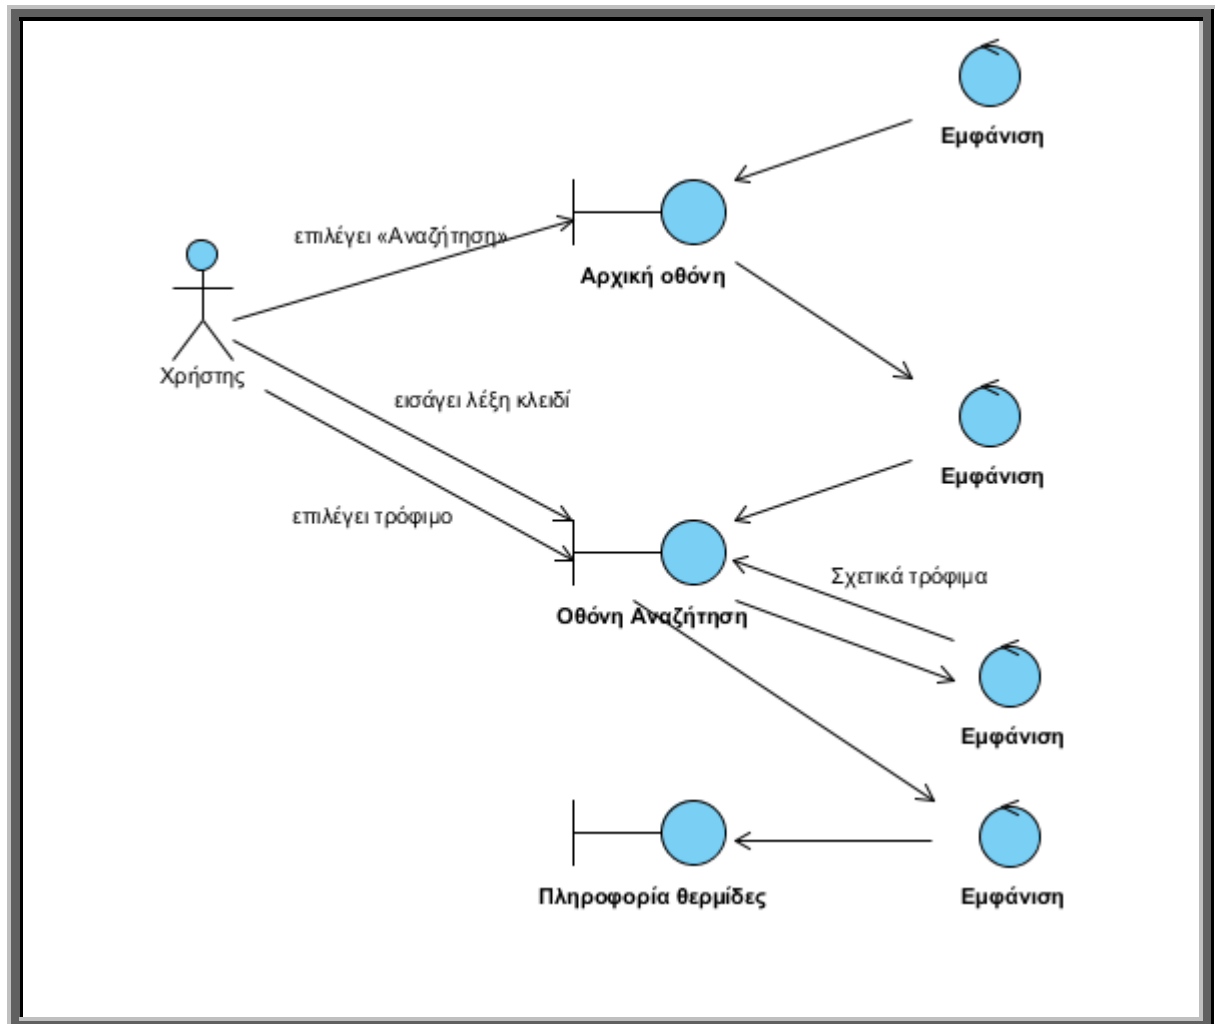 Εμφάνιση
επιλέγει «Αναζήτηση»
Αρχική οθόνη
Χρήστης
εισάγει λέξη κλειδί
Εμφάνιση
επιλέγει τρόφιμο
Σχετικά τρόφιμα
Οθόνη Αναζήτηση
Εμφάνιση
Πληροφορία θερμίδες
Εμφάνιση